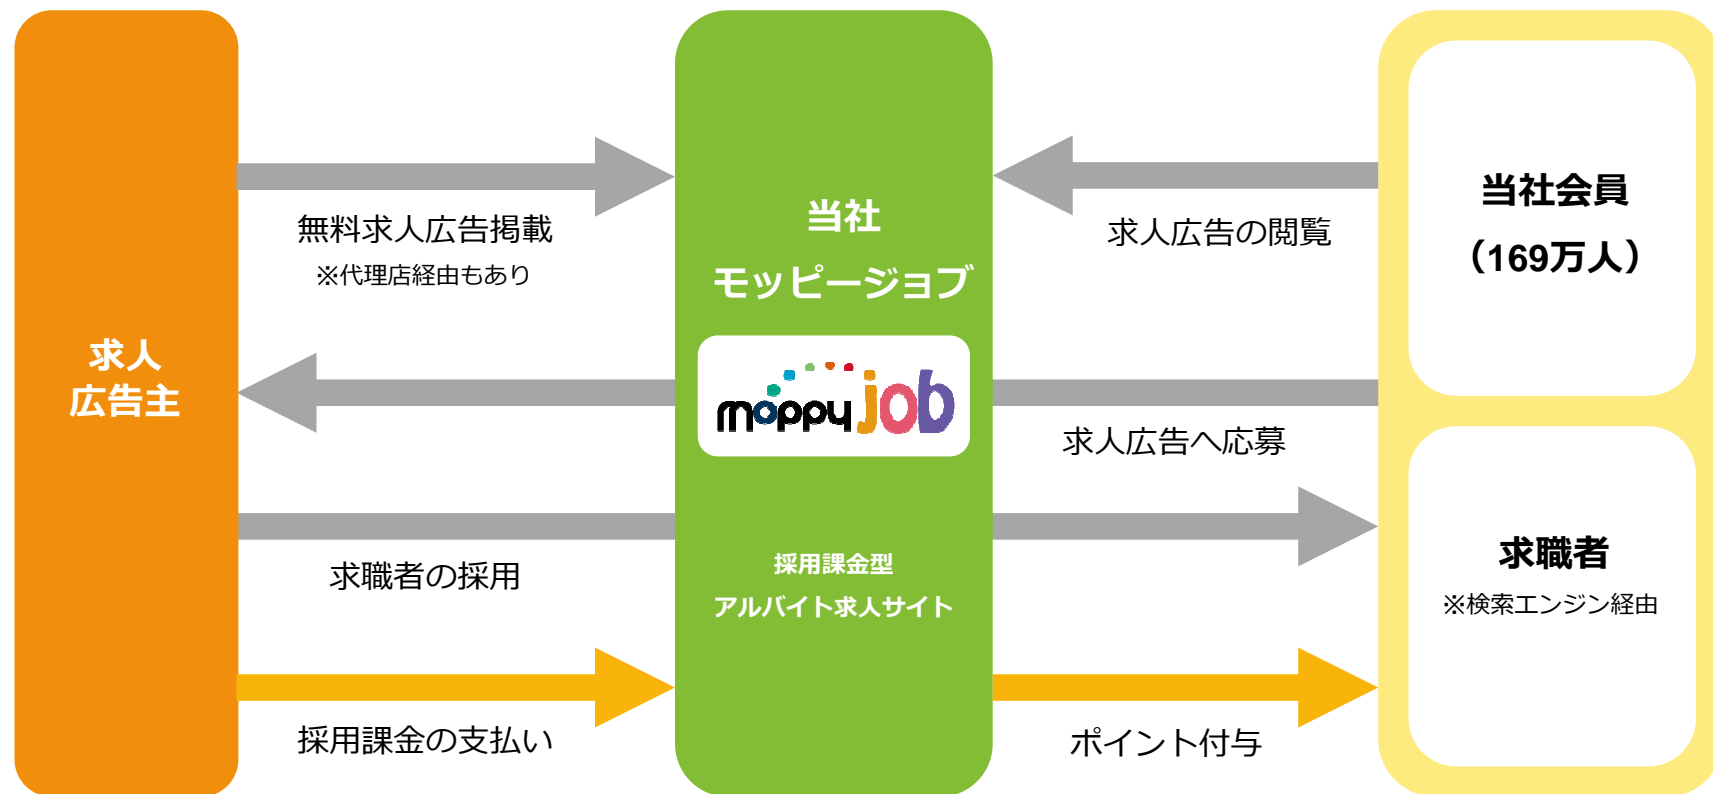 求人
広告主
無料求人広告掲載
※代理店経由もあり
求職者の採用
採用課金の支払い
当社
モッピージョブ
moppy job
採用課金型
アルバイト求人サイト
求人広告の閲覧
求人広告へ応募
ポイント付与
当社会員
(169万人)
求職者
※検索エンジン経由